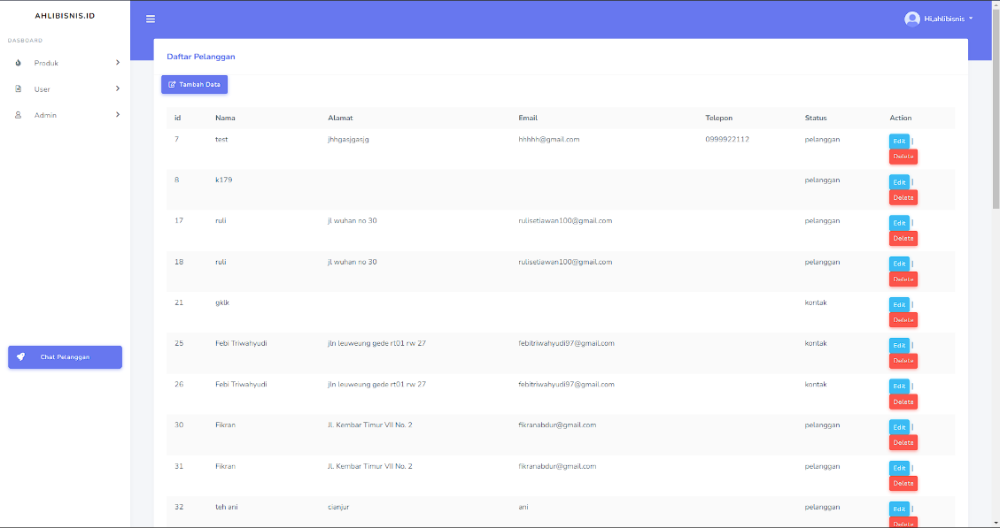 AHLIBISNIS.ID
Hi,ahlibisnis
DASBOARD
Produk
User
Admin
Chat Pelanggan
Daftar Pelanggan
Tambah Data
id Nama Alamat Email Telepon Status Action
7 test jhhgasjgasjg hhhhh@gmail.com 0999922112 pelanggan Edit |
Delete
8 k179 pelanggan Edit |
Delete
17 ruli jl wuhan no 30 rulisetiawan100@gmail.com pelanggan Edit |
Delete
18 ruli jl wuhan no 30 rulisetiawan100@gmail.com pelanggan Edit |
Delete
21 gklk kontak Edit |
Delete
25 Febi Triwahyudi jln leuweung gede rt01 rw 27 febitriwahyudi97@gmail.com kontak Edit |
Delete
26 Febi Triwahyudi jln leuweung gede rt01 rw 27 febitriwahyudi97@gmail.com kontak Edit |
Delete
30 Fikran Jl. Kembar Timur VII No. 2 fikranabdur@gmail.com pelanggan Edit |
Delete
31 Fikran Jl. Kembar Timur VII No. 2 fikranabdur@gmail.com pelanggan Edit |
Delete
32 teh ani cianjur ani pelanggan Edit |
Delete